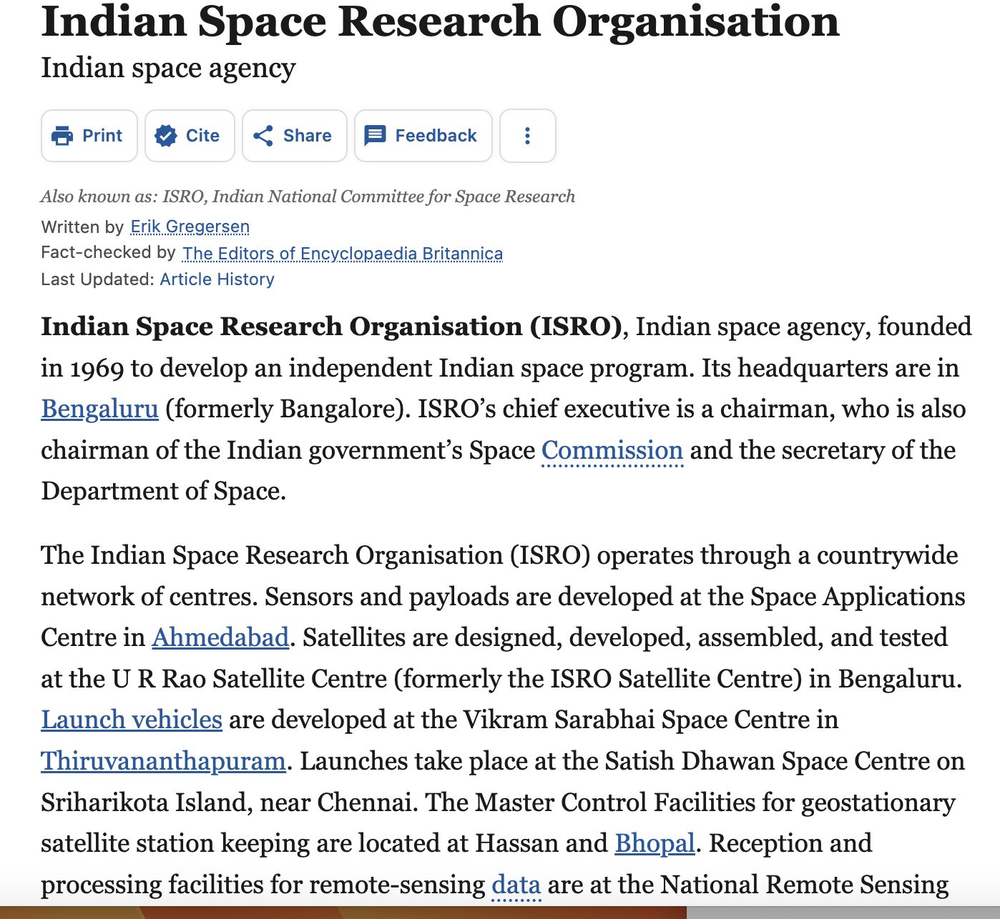 Indian Space Research Organisation
Indian space agency
Print Cite Share Feedback
Also known as: ISRO, Indian National Committee for Space Research
Written by Erik Gregersen
Fact-checked by The Editors of Encyclopaedia Britannica
Last Updated: Article History
Indian Space Research Organisation (ISRO), Indian space agency, founded
in 1969 to develop an independent Indian space program. Its headquarters are in
Bengaluru (formerly Bangalore). ISRO’s chief executive is a chairman, who is also
chairman of the Indian government’s Space Commission and the secretary of the
Department of Space.
The Indian Space Research Organisation (ISRO) operates through a countrywide
network of centres. Sensors and payloads are developed at the Space Applications
Centre in Ahmedabad. Satellites are designed, developed, assembled, and tested
at the U R Rao Satellite Centre (formerly the ISRO Satellite Centre) in Bengaluru.
Launch vehicles are developed at the Vikram Sarabhai Space Centre in
Thiruvananthapuram. Launches take place at the Satish Dhawan Space Centre on
Sriharikota Island, near Chennai. The Master Control Facilities for geostationary
satellite station keeping are located at Hassan and Bhopal. Reception and
processing facilities for remote-sensing data are at the National Remote Sensing